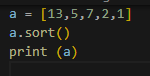 a = [13,5,7,2,1]
a.sort()
print (a)